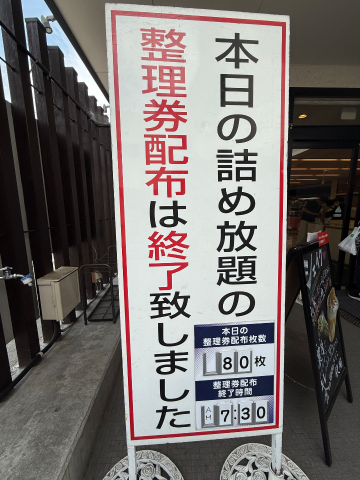 本日の詰め放題の
整理券配布は終了致しました
本日の
整理券配布枚数
80枚
整理券配布
終了時間
AM 7:30